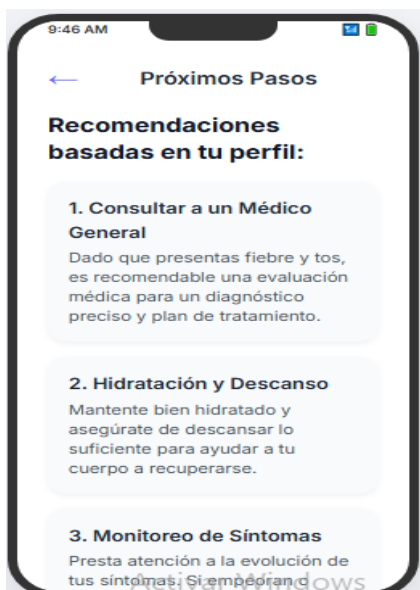 9:46 AM
Próximos Pasos
Recomendaciones
basadas en tu perfil:
1. Consultar a un Médico
General
Dado que presentas fiebre y tos,
es recomendable una evaluación
médica para un diagnóstico
preciso y plan de tratamiento.
2. Hidratación y Descanso
Mantente bien hidratado y
asegúrate de descansar lo
suficiente para ayudar a tu
cuerpo a recuperarse.
3. Monitoreo de Síntomas
Presta atención a la evolución de
tus síntomas. Si empeoran o
Activar Windows